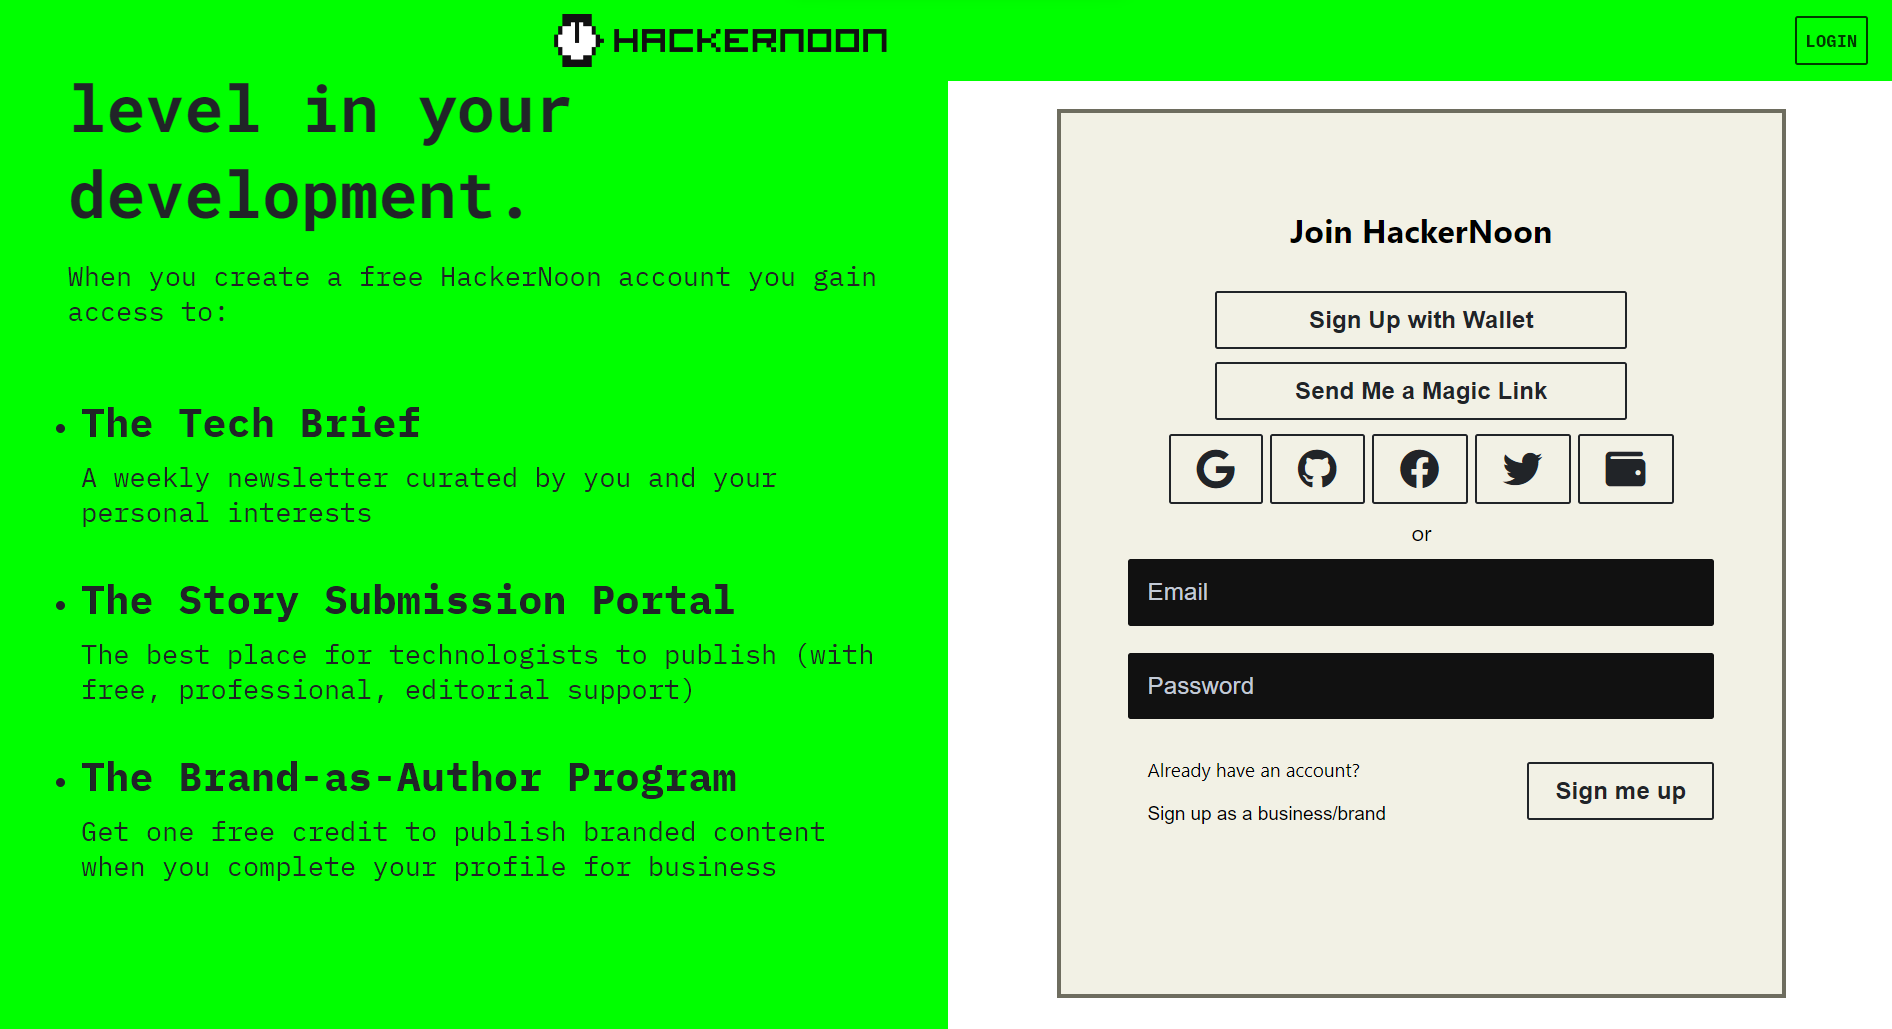 HACKERNOON
LOGIN
level in your
development.
When you create a free HackerNoon account you gain
access to:
The Tech Brief
A weekly newsletter curated by you and your
personal interests
The Story Submission Portal
The best place for technologists to publish (with
free, professional, editorial support)
The Brand-as-Author Program
Get one free credit to publish branded content
when you complete your profile for business
Join HackerNoon
Sign Up with Wallet
Send Me a Magic Link
or
Email
Password
Already have an account?
Sign up as a business/brand
Sign me up